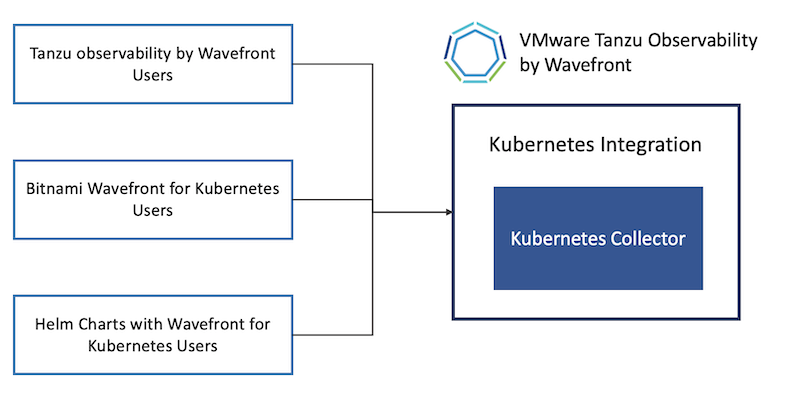 Tanzu observability by Wavefront
Users
Bitnami Wavefront for Kubernetes
Users
Helm Charts with Wavefront for
Kubernetes Users
VMware Tanzu Observability
by Wavefront
Kubernetes Integration
Kubernetes Collector